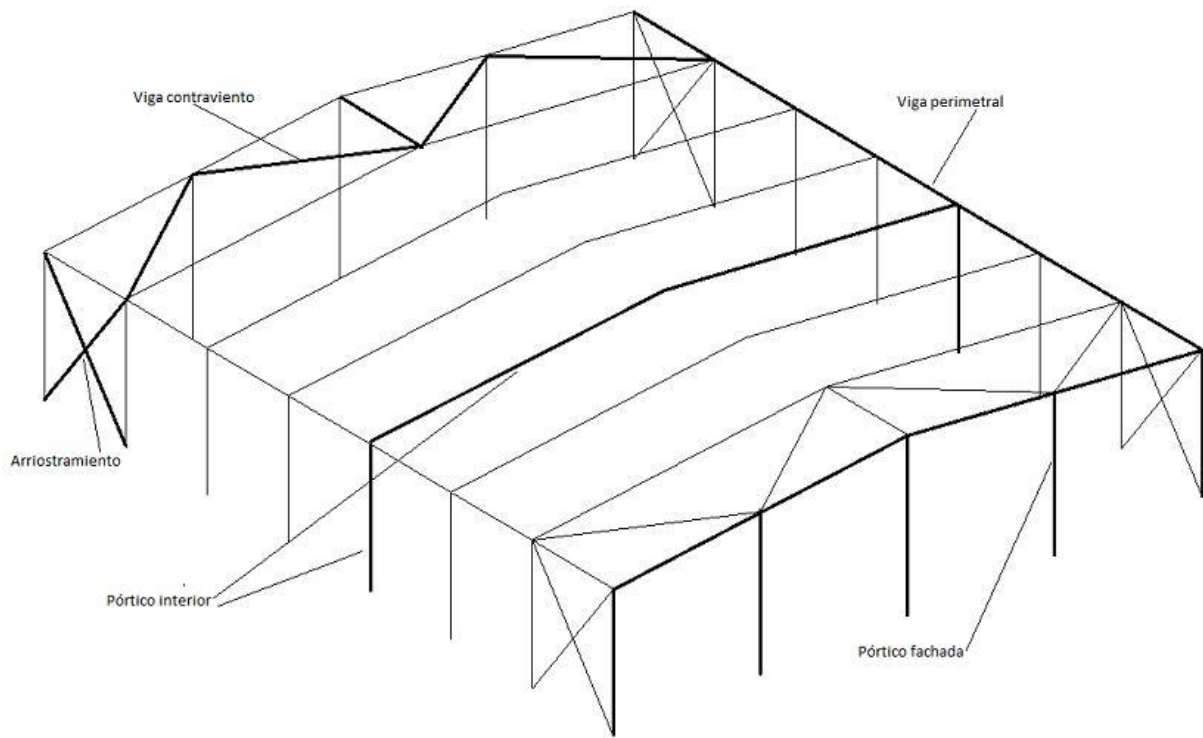 Viga contraviento
Viga perimetral
Arriostramiento
Pórtico interior
Pórtico fachada